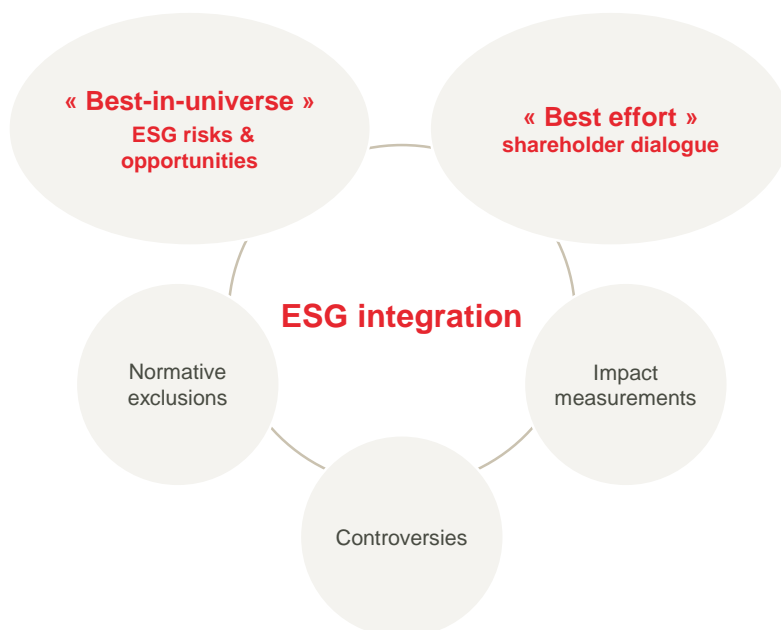 « Best-in-universe »
ESG risks &
opportunities
« Best effort »
shareholder dialogue
ESG integration
Normative
exclusions
Impact
measurements
Controversies